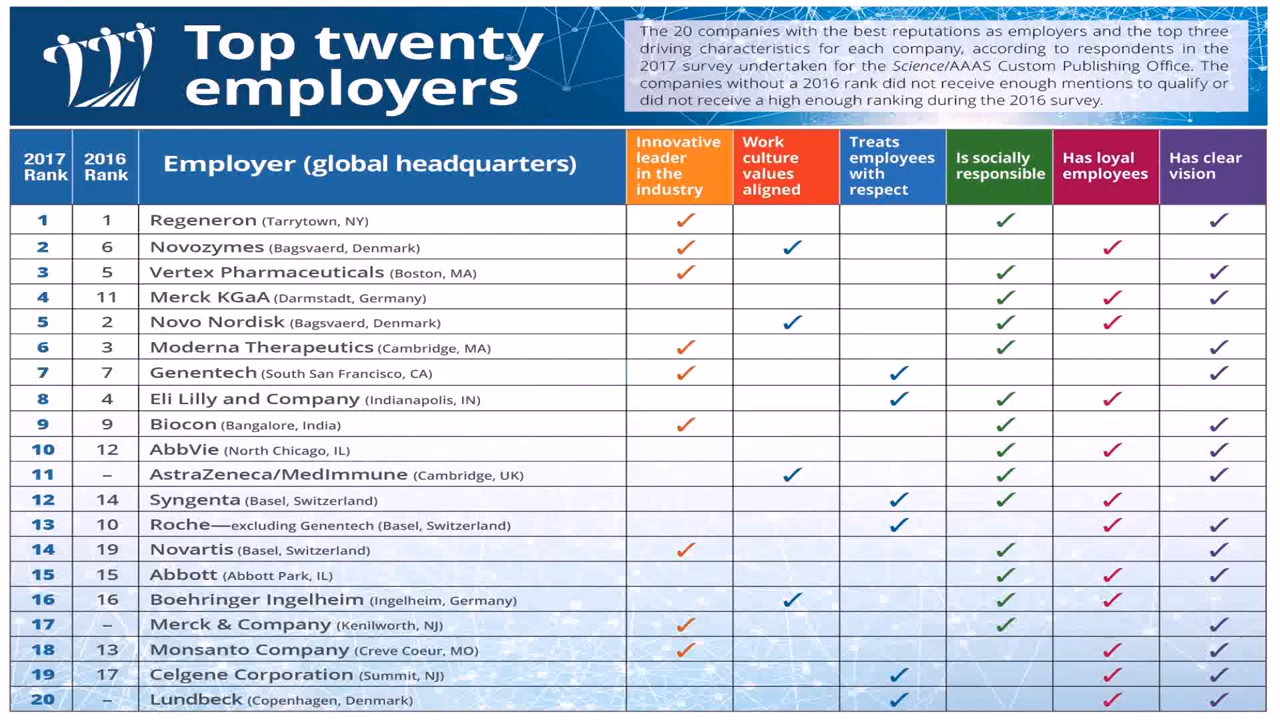 Top twenty
employers
The 20 companies with the best reputations as employers and the top three
driving characteristics for each company, according to respondents in the
2017 survey undertaken for the Science/AAAS Custom Publishing Office. The
companies without a 2016 rank did not receive enough mentions to qualify or
did not receive a high enough ranking during the 2016 survey.
2017 Rank 2016 Rank Employer (global headquarters) Innovative leader in the industry Work culture values aligned Treats employees with respect Is socially responsible Has loyal employees Has clear vision
1 1 Regeneron (Tarrytown, NY) ✓ ✓ ✓
2 6 Novozymes (Bagsvaerd, Denmark) ✓ ✓ ✓
3 5 Vertex Pharmaceuticals (Boston, MA) ✓ ✓ ✓
4 11 Merck KGaA (Darmstadt, Germany) ✓ ✓ ✓
5 2 Novo Nordisk (Bagsvaerd, Denmark) ✓ ✓ ✓
6 3 Moderna Therapeutics (Cambridge, MA) ✓ ✓ ✓
7 7 Genentech (South San Francisco, CA) ✓ ✓ ✓
8 4 Eli Lilly and Company (Indianapolis, IN) ✓ ✓ ✓
9 9 Biocon (Bangalore, India) ✓ ✓ ✓
10 12 AbbVie (North Chicago, IL) ✓ ✓ ✓
11 – AstraZeneca/MedImmune (Cambridge, UK) ✓ ✓ ✓
12 14 Syngenta (Basel, Switzerland) ✓ ✓ ✓
13 10 Roche—excluding Genentech (Basel, Switzerland) ✓ ✓ ✓
14 19 Novartis (Basel, Switzerland) ✓ ✓ ✓
15 15 Abbott (Abbott Park, IL) ✓ ✓ ✓
16 16 Boehringer Ingelheim (Ingelheim, Germany) ✓ ✓ ✓
17 – Merck & Company (Kenilworth, NJ) ✓ ✓ ✓
18 13 Monsanto Company (Creve Coeur, MO) ✓ ✓ ✓
19 17 Celgene Corporation (Summit, NJ) ✓ ✓ ✓
20 – Lundbeck (Copenhagen, Denmark) ✓ ✓ ✓